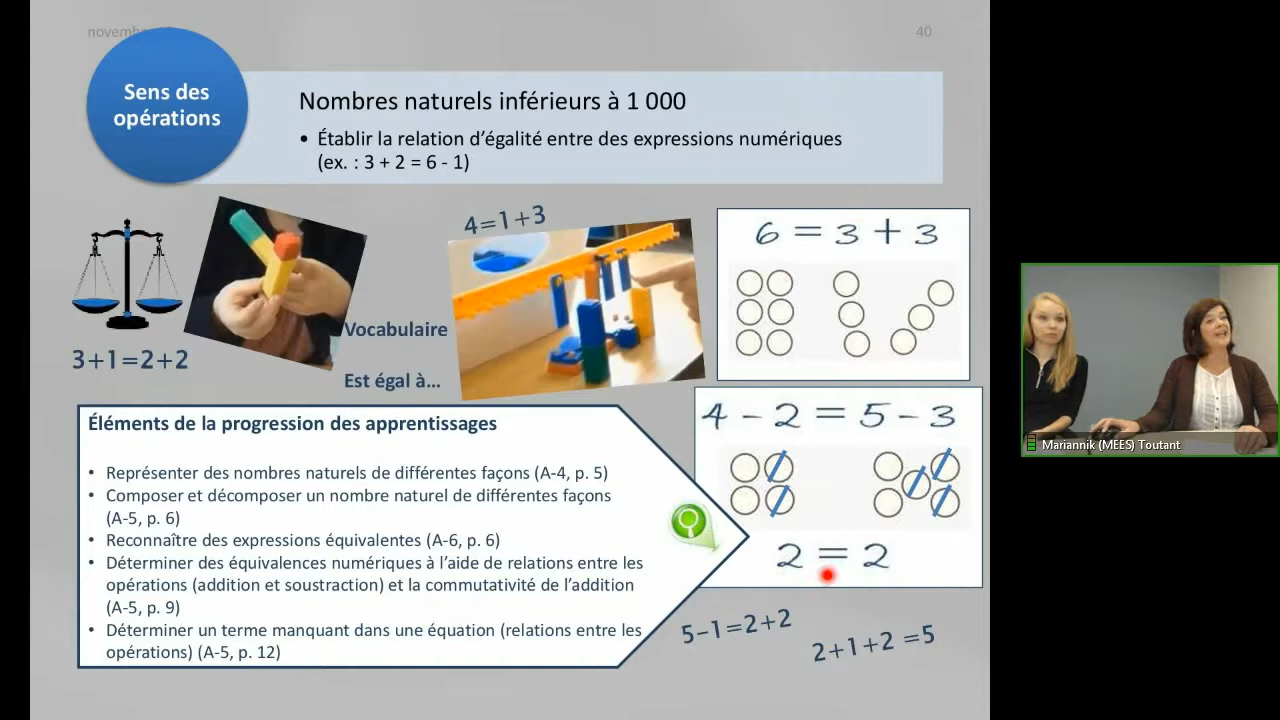 40
Sens des
opérations
Nombres naturels inférieurs à 1 000
• Établir la relation d'égalité entre des expressions numériques
(ex. : 3 + 2 = 6 - 1)
3+1=2+2
Vocabulaire
Est égal à...
4=1+3
6 = 3 + 3
4 - 2 = 5 - 3
2 = 2
Éléments de la progression des apprentissages
• Représenter des nombres naturels de différentes façons (A-4, p. 5)
• Composer et décomposer un nombre naturel de différentes façons
(A-5, p. 6)
• Reconnaître des expressions équivalentes (A-6, p. 6)
• Déterminer des équivalences numériques à l'aide de relations entre les
opérations (addition et soustraction) et la commutativité de l'addition
(A-5, p. 9)
• Déterminer un terme manquant dans une équation (relations entre les
opérations) (A-5, p. 12)
5-1=2+2
2+1+2 =5
Mariannik (MEES) Toutant